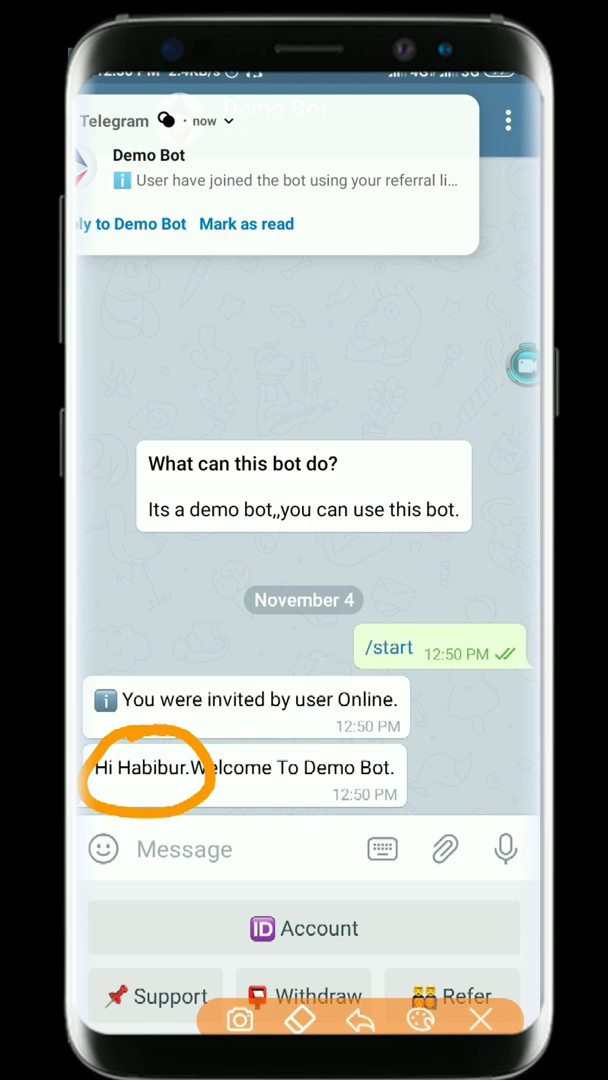 Telegram · now
Demo Bot
Demo Bot
ℹ️ User have joined the bot using your referral li...
ly to Demo Bot Mark as read
What can this bot do?
Its a demo bot,,you can use this bot.
November 4
/start 12:50 PM
ℹ️ You were invited by user Online.
12:50 PM
Hi Habibur.Welcome To Demo Bot.
12:50 PM
Message
🆔 Account
📌 Support 📮 Withdraw 👭 Refer